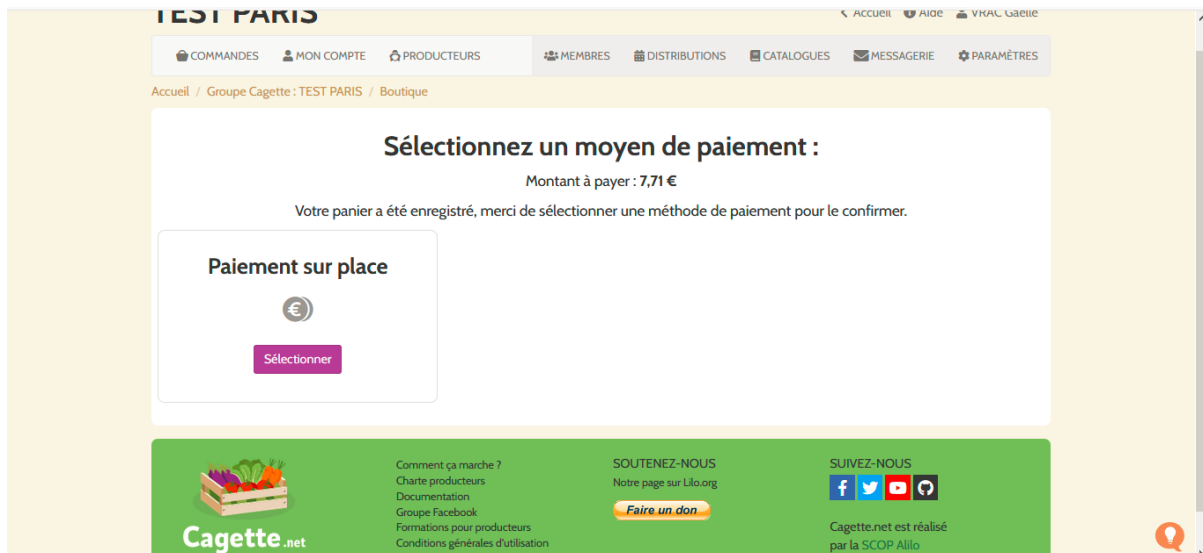 TEST PARIS
Accueil Aide VRAC Gaelle
COMMANDES MON COMPTE PRODUCTEURS MEMBRES DISTRIBUTIONS CATALOGUES MESSAGERIE PARAMÈTRES
Accueil / Groupe Cagette : TEST PARIS / Boutique
Sélectionnez un moyen de paiement :
Montant à payer : 7,71 €
Votre panier a été enregistré, merci de sélectionner une méthode de paiement pour le confirmer.
Paiement sur place
€
Sélectionner
Cagette.net
Comment ça marche ?
Charte producteurs
Documentation
Groupe Facebook
Formations pour producteurs
Conditions générales d'utilisation
SOUTENEZ-NOUS
Notre page sur Lilo.org
Faire un don
SUIVEZ-NOUS
Cagette.net est réalisé
par la SCOP Alilo